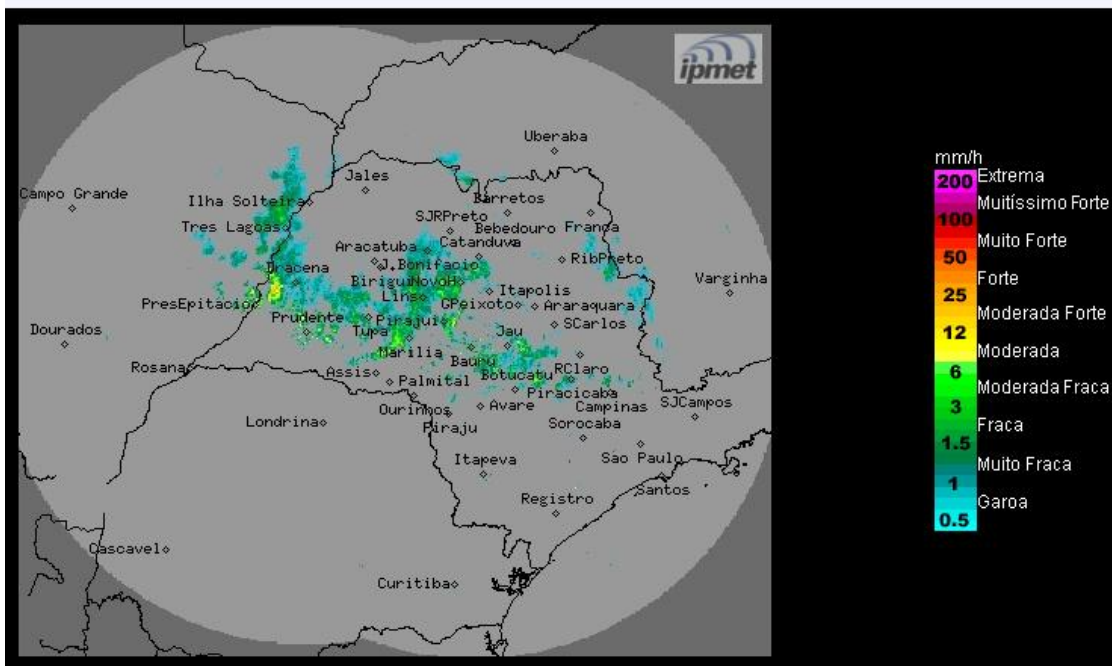 ipmet
Uberaba
Jales
Campo Grande
Ilha Solteira
Barretos
SJRPreto
Tres Lagoas
Bebedouro
Franca
Aracatuba
Catanduva
J.Bonifacio
RibPreto
Dracena
Birigui
NovoH
Varginha
Lins
Itapolis
PresEpitacio
GPeixoto
Araraquara
Prudente
Pirajui
SCarlos
Dourados
Tupa
Jau
Marilia
Bauru
Rosana
Assis
Botucatu
RClaro
Palmital
Piracicaba
Ourinhos
Avare
Campinas
SJCampos
Londrina
Piraju
Sorocaba
Itapeva
Sao Paulo
Registro
Santos
Cascavel
Curitiba
mm/h
Extrema
200
Muitíssimo Forte
100
Muito Forte
50
Forte
25
Moderada Forte
12
Moderada
6
Moderada Fraca
3
Fraca
1.5
Muito Fraca
1
Garoa
0.5